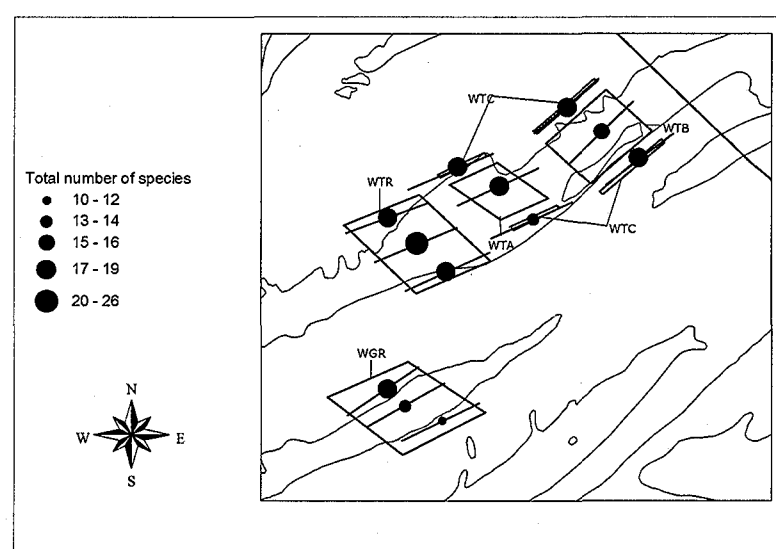 Total number of species
10 - 12
13 - 14
15 - 16
17 - 19
20 - 26
N
W E
S
WTC
WTB
WTR
WTA
WTC
WGR